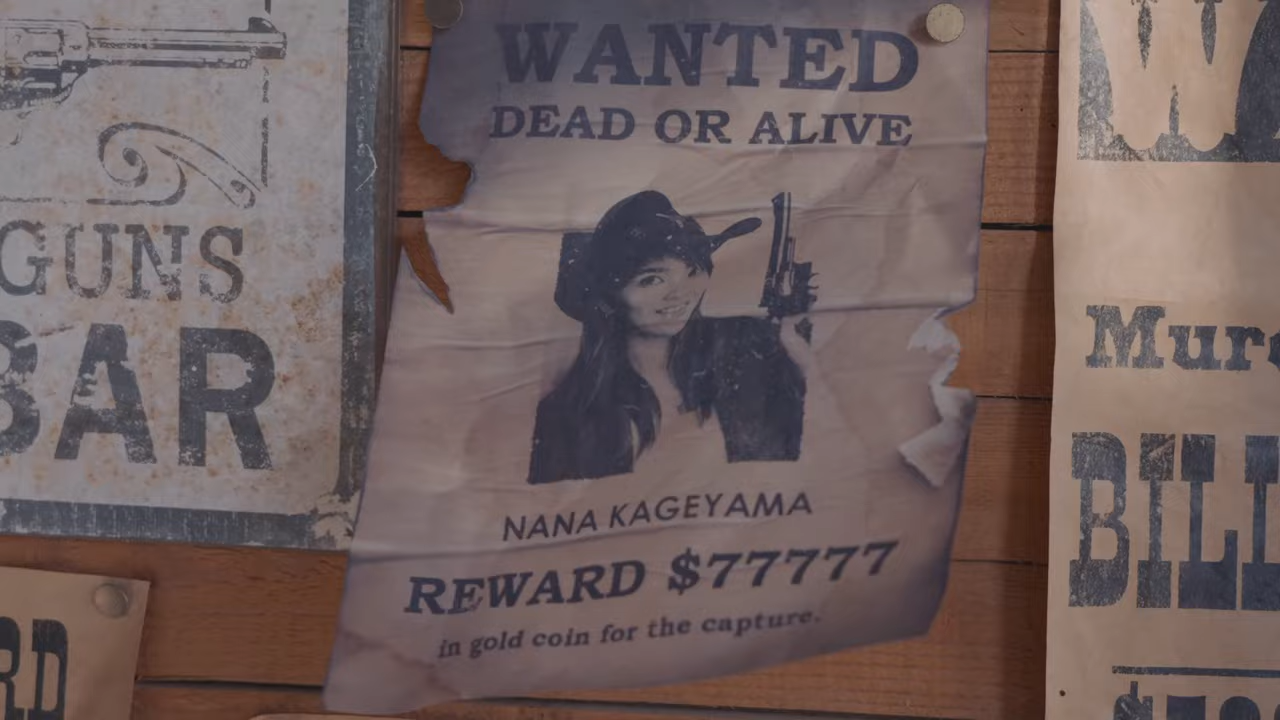 GUNS
BAR
WANTED
DEAD OR ALIVE
NANA KAGEYAMA
REWARD $77777
in gold coin for the capture.
BILL